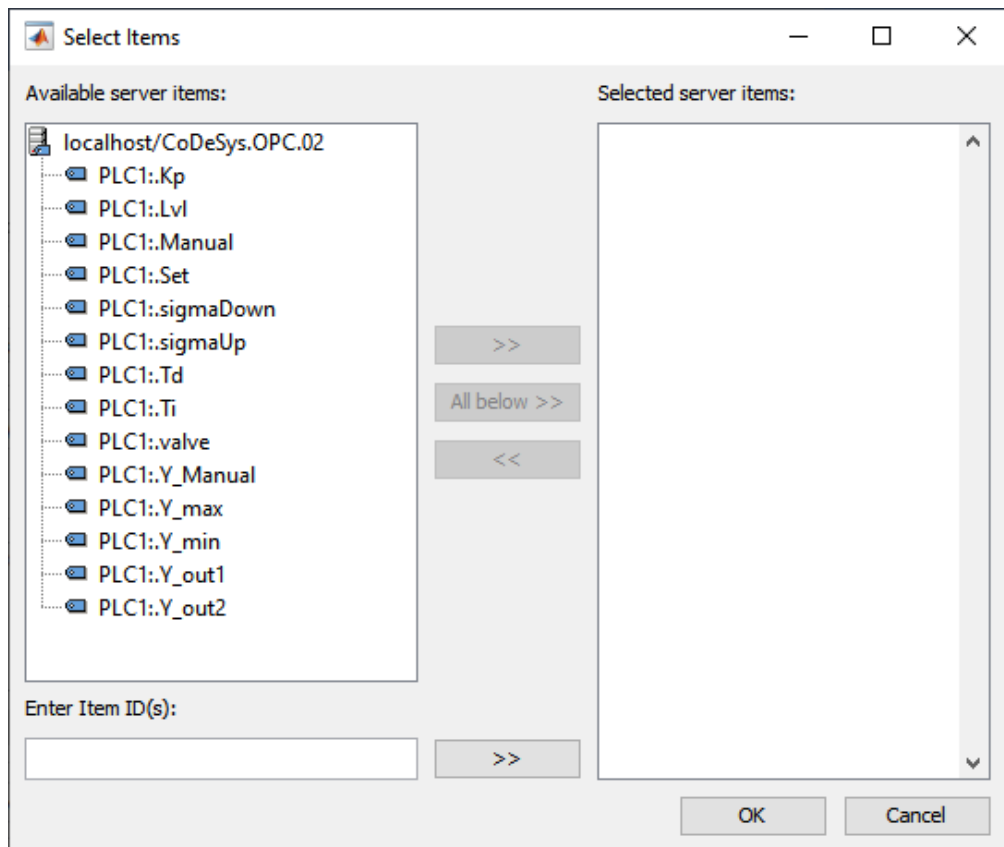 Select Items
Available server items:
Selected server items:
localhost/CoDeSys.OPC.02
PLC1:.Kp
PLC1:.Lvl
PLC1:.Manual
PLC1:.Set
PLC1:.sigmaDown
PLC1:.sigmaUp
PLC1:.Td
PLC1:.Ti
PLC1:.valve
PLC1:.Y_Manual
PLC1:.Y_max
PLC1:.Y_min
PLC1:.Y_out1
PLC1:.Y_out2
>>
All below >>
<<
Enter Item ID(s):
>>
OK
Cancel